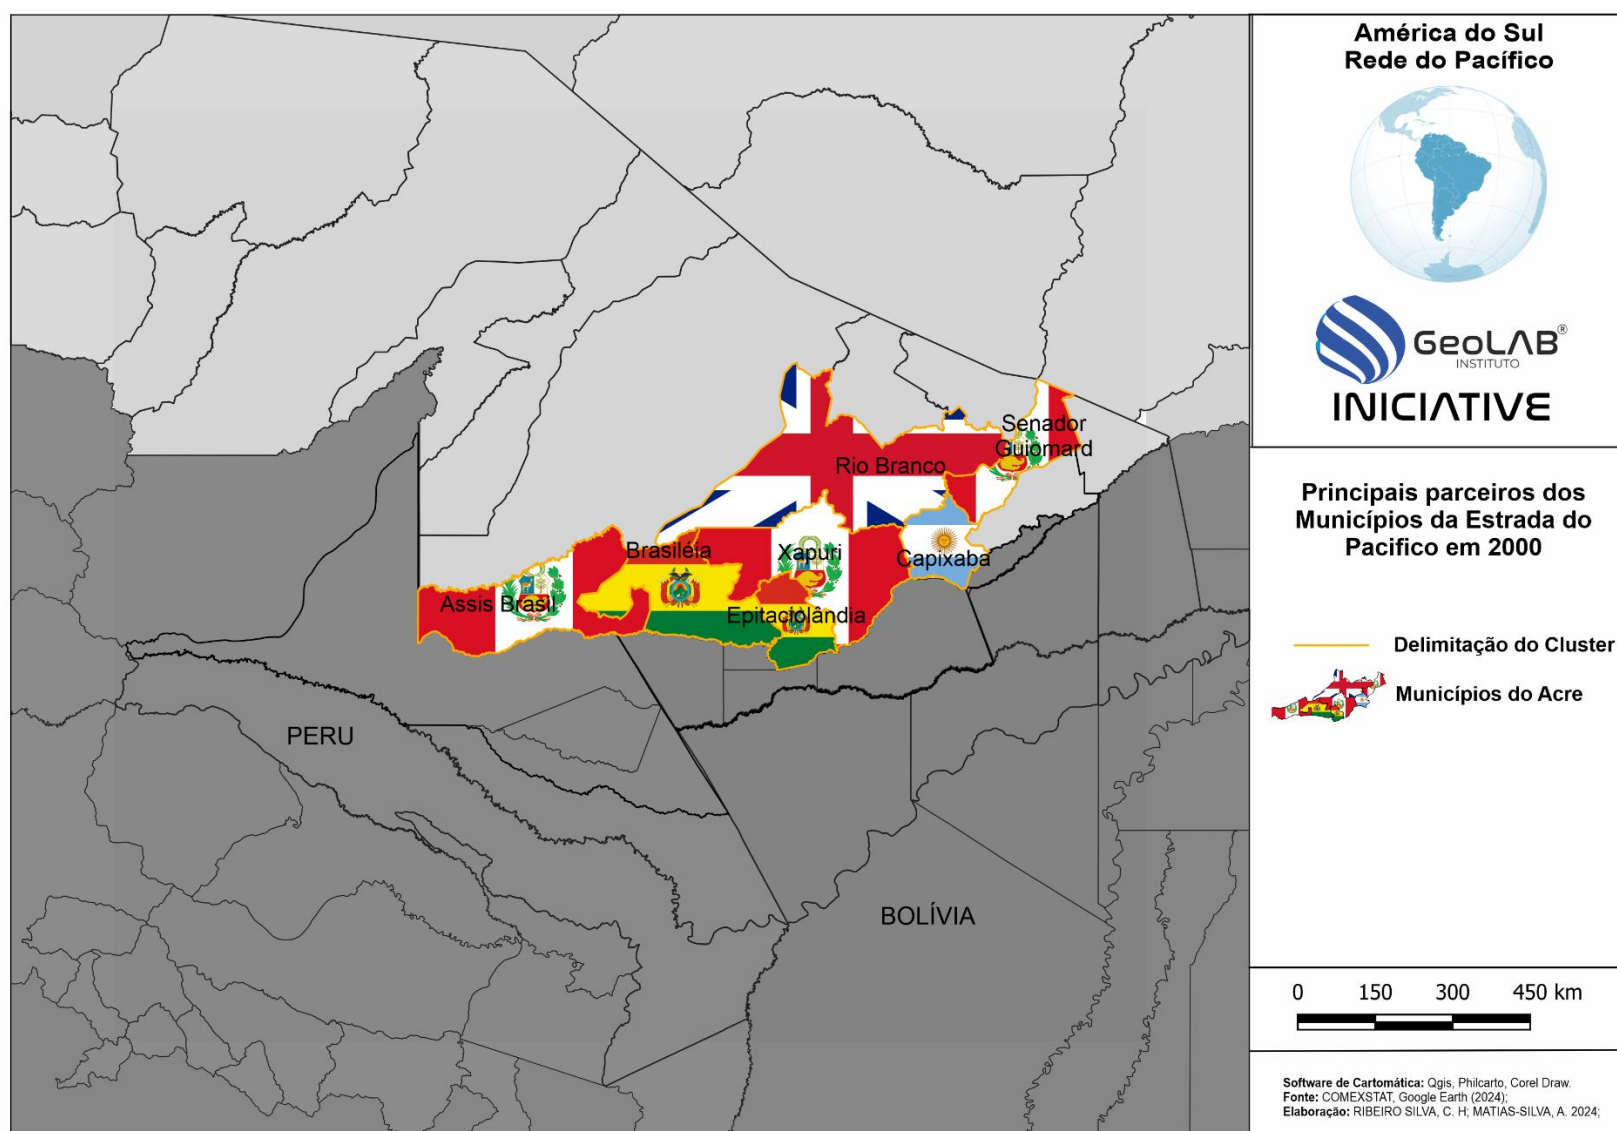 América do Sul
Rede do Pacífico
GeoLAB®
INSTITUTO
INICIATIVE
Principais parceiros dos
Municípios da Estrada do
Pacifico em 2000
Delimitação do Cluster
Municípios do Acre
0 150 300 450 km
Software de Cartomática: Qgis, Philcarto, Corel Draw.
Fonte: COMEXSTAT, Google Earth (2024);
Elaboração: RIBEIRO SILVA, C. H; MATIAS-SILVA, A. 2024;
Senador
Guiomard
Rio Branco
Brasiléia
Xapuri
Capixaba
Assis Brasil
Epitaciolândia
PERU
BOLÍVIA